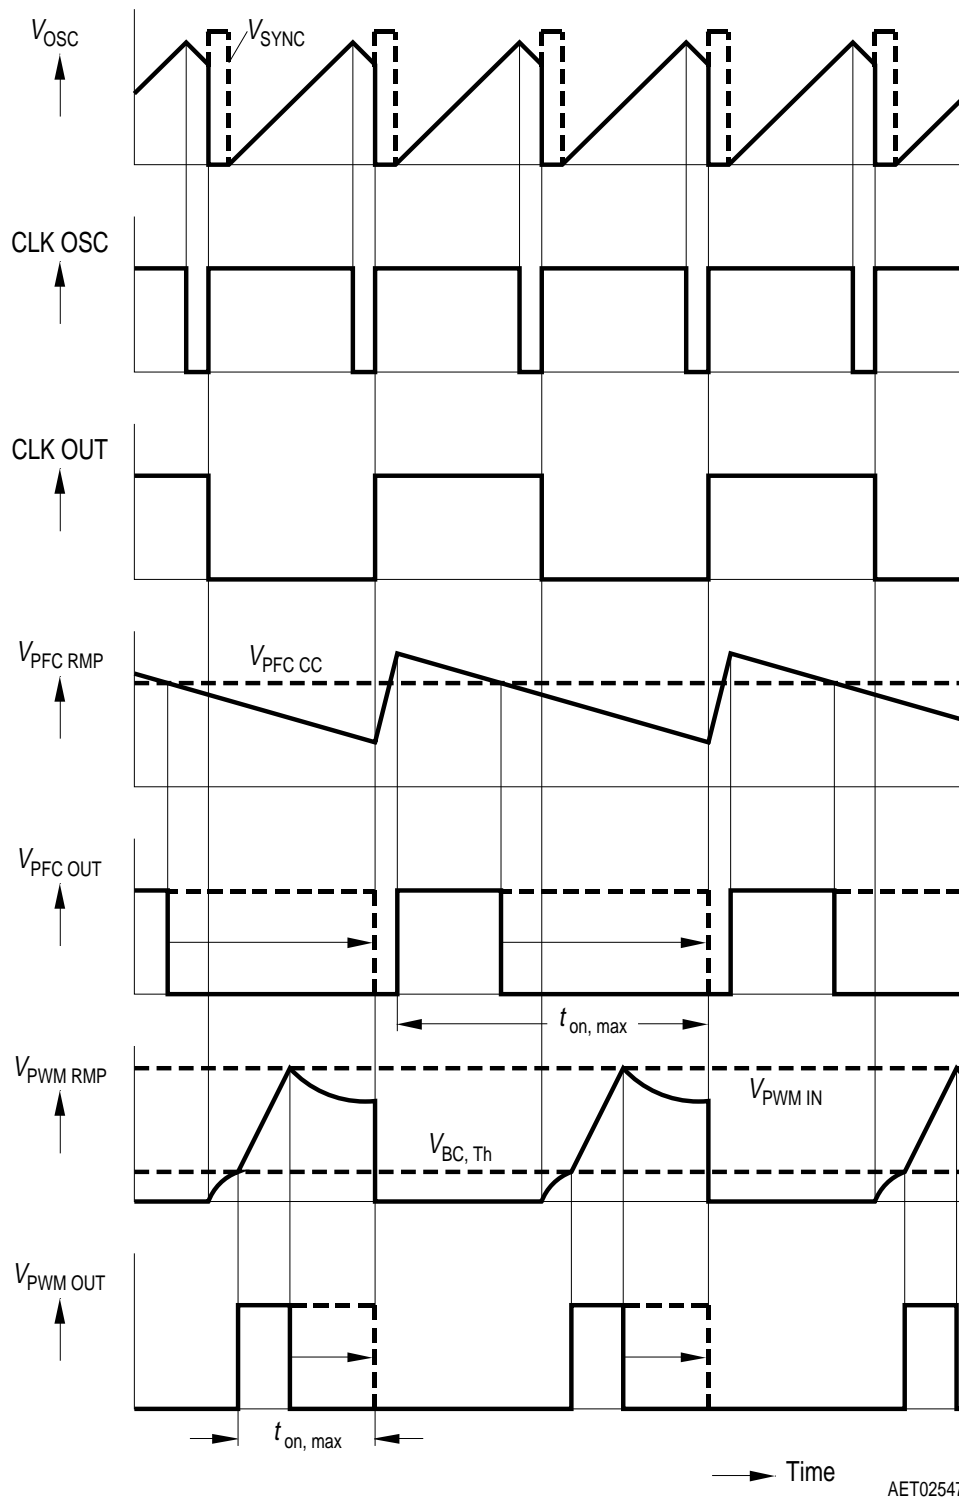 VOSC
VSYNC
CLK OSC
CLK OUT
VPFC RMP
VPFC CC
VPFC OUT
ton, max
VPWM RMP
VPWM IN
VBC, Th
VPWM OUT
ton, max
Time
AET02547